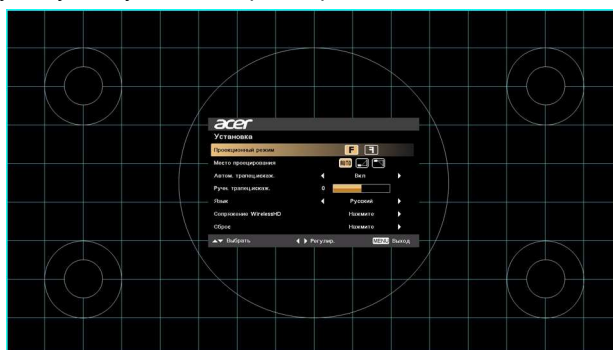 acer
Установка
Проекционный режим F F
Место проецирования AUTO
Автом. трапец.искаж. Вкл
Ручн. трапец.искаж. 0
Язык Русский
Сопряжение WirelessHD Нажмите
Сброс Нажмите
Выбрать Регулир. MENU Выход